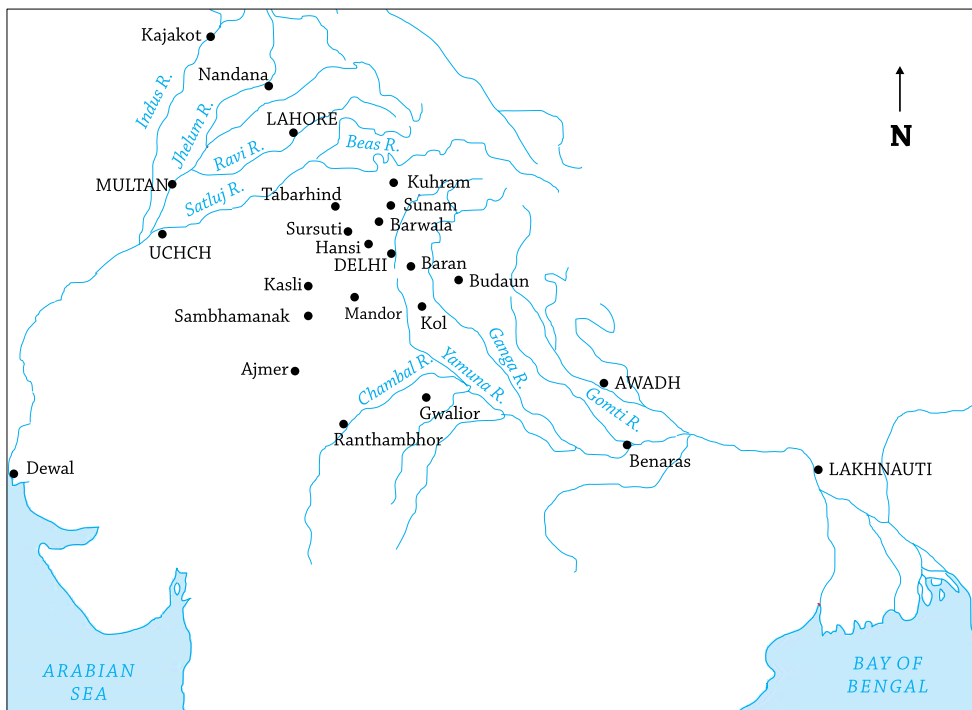 Kajakot
Nandana
Indus R.
Jhelum R.
LAHORE
N
Beas R.
Ravi R.
MULTAN
Kuhram
Satluj R.
Tabarhind
Sunam
Barwala
Sursuti
UCHCH
Hansi
DELHI
Baran
Budaun
Kasli
Mandor
Sambhamanak
Kol
Ganga R.
Ajmer
Chambal R.
Yamuna R.
AWADH
Gomti R.
Gwalior
Ranthambhor
Benaras
Dewal
LAKHNAUTI
ARABIAN
SEA
BAY OF
BENGAL